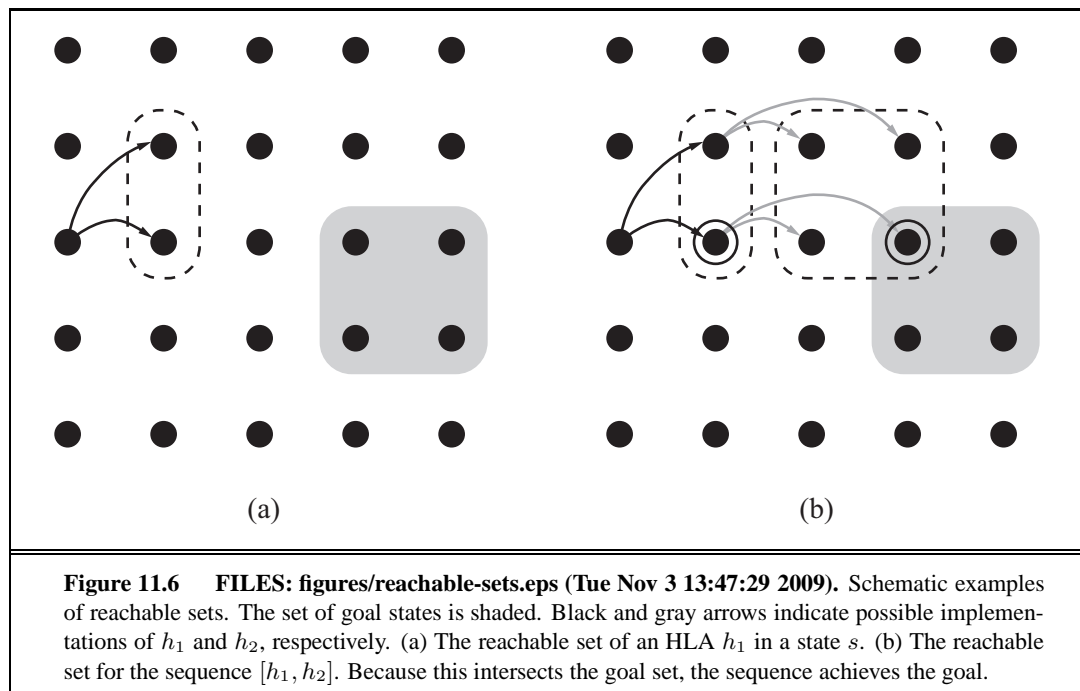 (a) (b)
Figure 11.6 FILES: figures/reachable-sets.eps (Tue Nov 3 13:47:29 2009). Schematic examples
of reachable sets. The set of goal states is shaded. Black and gray arrows indicate possible implemen-
tations of h₁ and h₂, respectively. (a) The reachable set of an HLA h₁ in a state s. (b) The reachable
set for the sequence [h₁, h₂]. Because this intersects the goal set, the sequence achieves the goal.